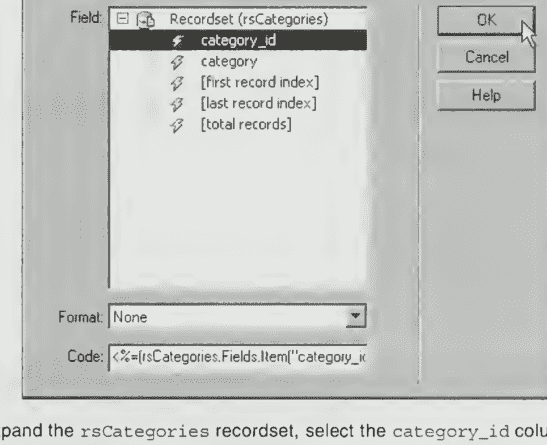 Field:
Recordset (rsCategories)
OK
category_id
category
Cancel
[first record index]
[last record index]
Help
[total records]
Format: None
Code: <%=(rsCategories.Fields.Item("category_ic
pand the rsCategories recordset, select the category_id colu